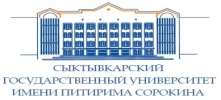 СЫКТЫВКАРСКИЙ
ГОСУДАРСТВЕННЫЙ УНИВЕРСИТЕТ
ИМЕНИ ПИТИРИМА СОРОКИНА